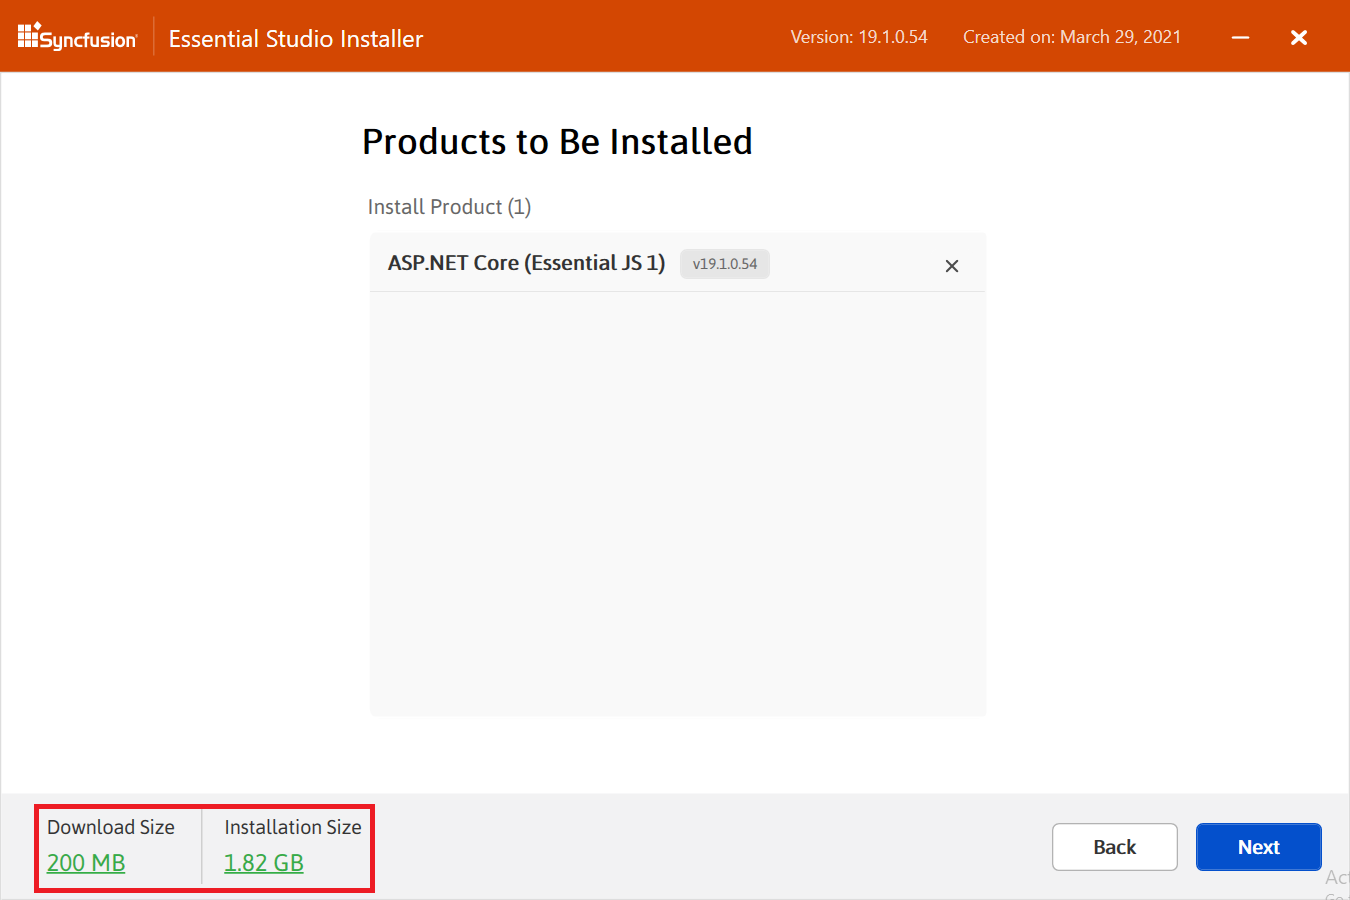 Syncfusion
Essential Studio Installer
Version: 19.1.0.54
Created on: March 29, 2021
Products to Be Installed
Install Product (1)
ASP.NET Core (Essential JS 1)
v19.1.0.54
Download Size
Installation Size
200 MB
1.82 GB
Back
Next